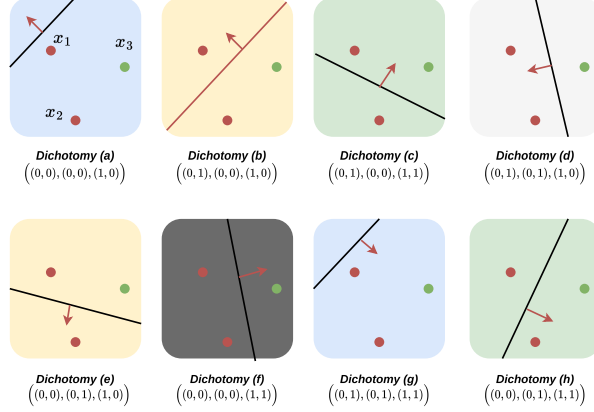 x₁
x₃
x₂
Dichotomy (a)
((0, 0), (0, 0), (1, 0))
Dichotomy (b)
((0, 1), (0, 0), (1, 0))
Dichotomy (c)
((0, 1), (0, 0), (1, 1))
Dichotomy (d)
((0, 1), (0, 1), (1, 0))
Dichotomy (e)
((0, 0), (0, 1), (1, 0))
Dichotomy (f)
((0, 0), (0, 0), (1, 1))
Dichotomy (g)
((0, 1), (0, 1), (1, 1))
Dichotomy (h)
((0, 0), (0, 1), (1, 1))